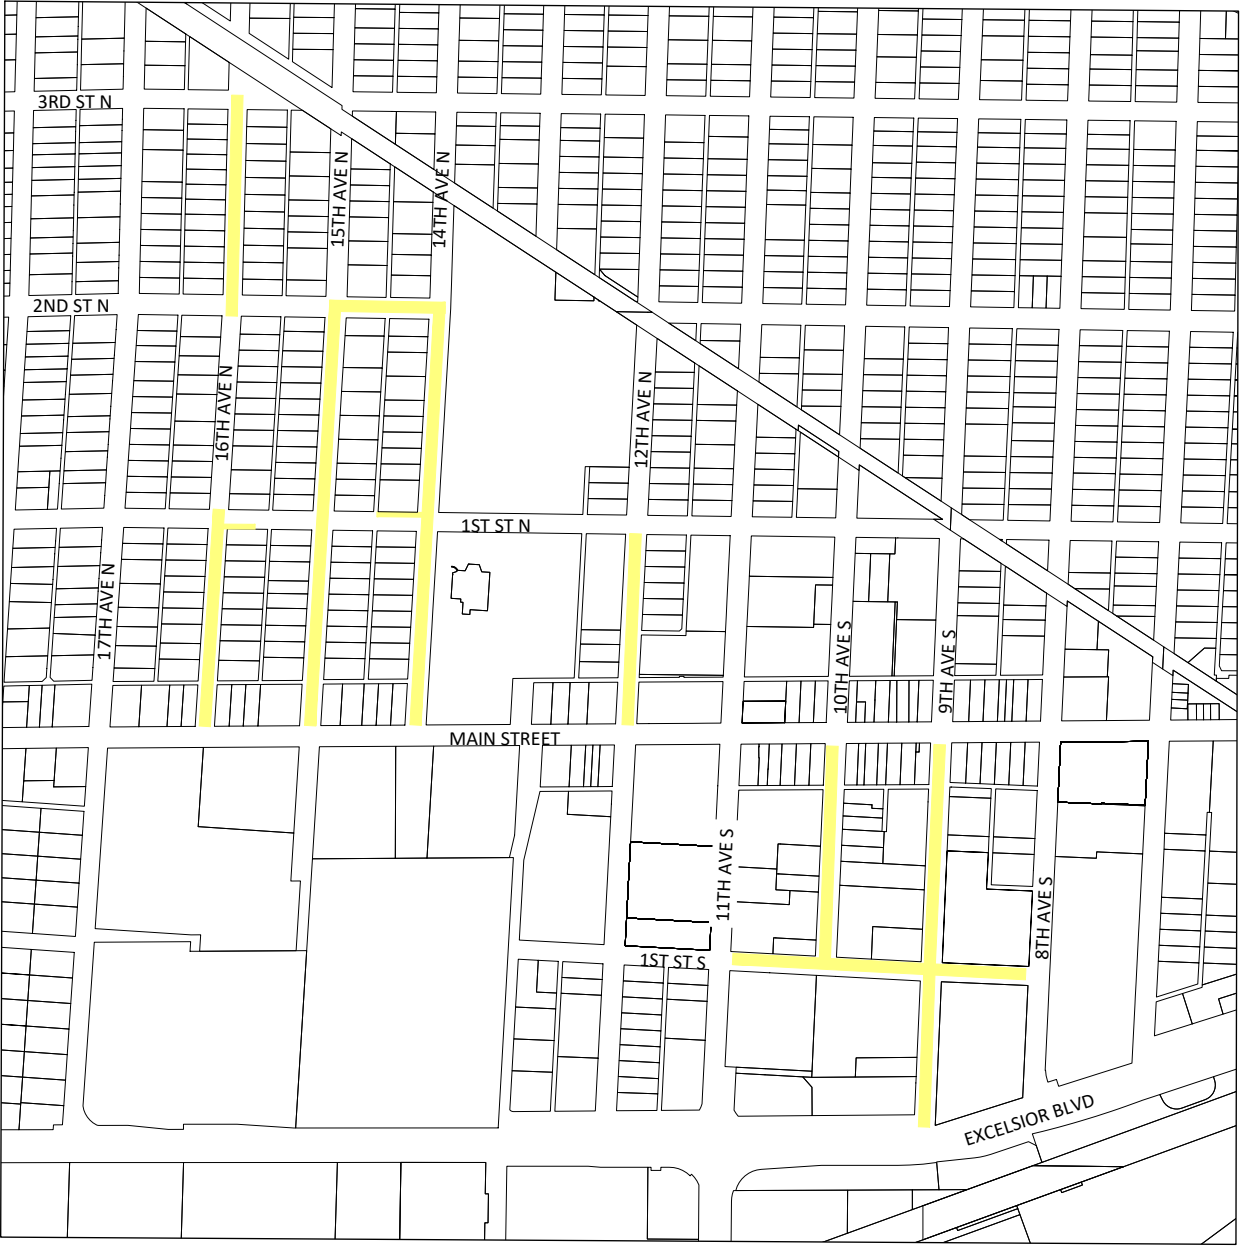 3RD ST N
15TH AVE N
14TH AVE N
2ND ST N
16TH AVE N
12TH AVE N
1ST ST N
17TH AVE N
10TH AVE S
9TH AVE S
MAIN STREET
11TH AVE S
8TH AVE S
1ST ST S
EXCELSIOR BLVD